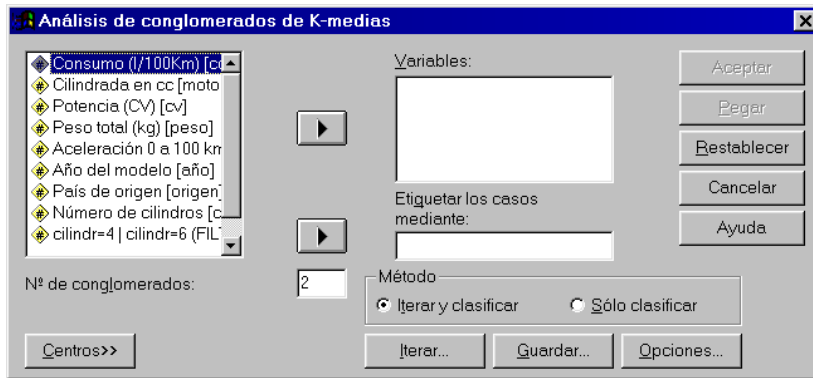 Análisis de conglomerados de K-medias
Consumo (l/100Km) [co
Cilindrada en cc [moto
Potencia (CV) [cv]
Peso total (kg) [peso]
Aceleración 0 a 100 km
Año del modelo [año]
País de origen [origen]
Número de cilindros [c
cilindr=4 | cilindr=6 (FIL
Variables:
Etiquetar los casos
mediante:
Aceptar
Pegar
Restablecer
Cancelar
Ayuda
Nº de conglomerados:
2
Método
Iterar y clasificar
Sólo clasificar
Centros>>
Iterar...
Guardar...
Opciones...